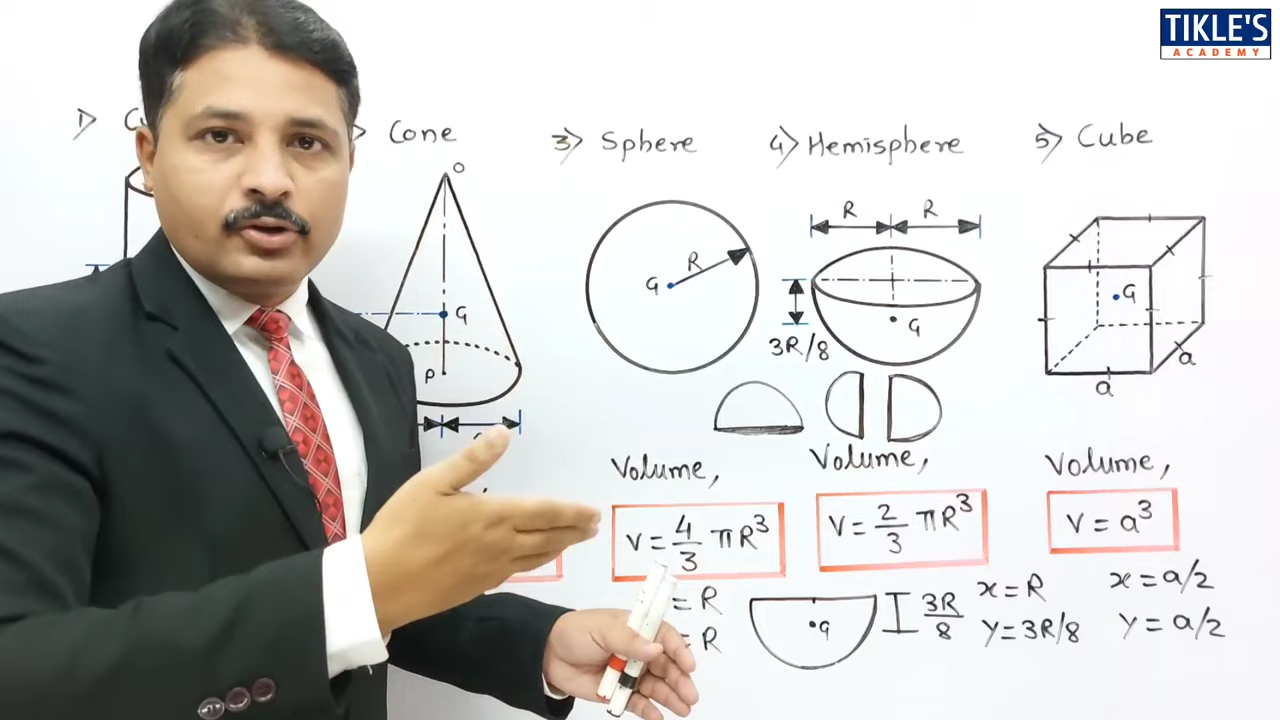 TIKLE'S
ACADEMY
1)
Cone
3) Sphere
4) Hemisphere
5) Cube
O
G
P
R
G
R
R
3R/8
G
G
a
a
Volume,
V = 4/3 πR³
= R
= R
Volume,
V = 2/3 πR³
G
3R/8
x = R
y = 3R/8
Volume,
V = a³
x = a/2
y = a/2